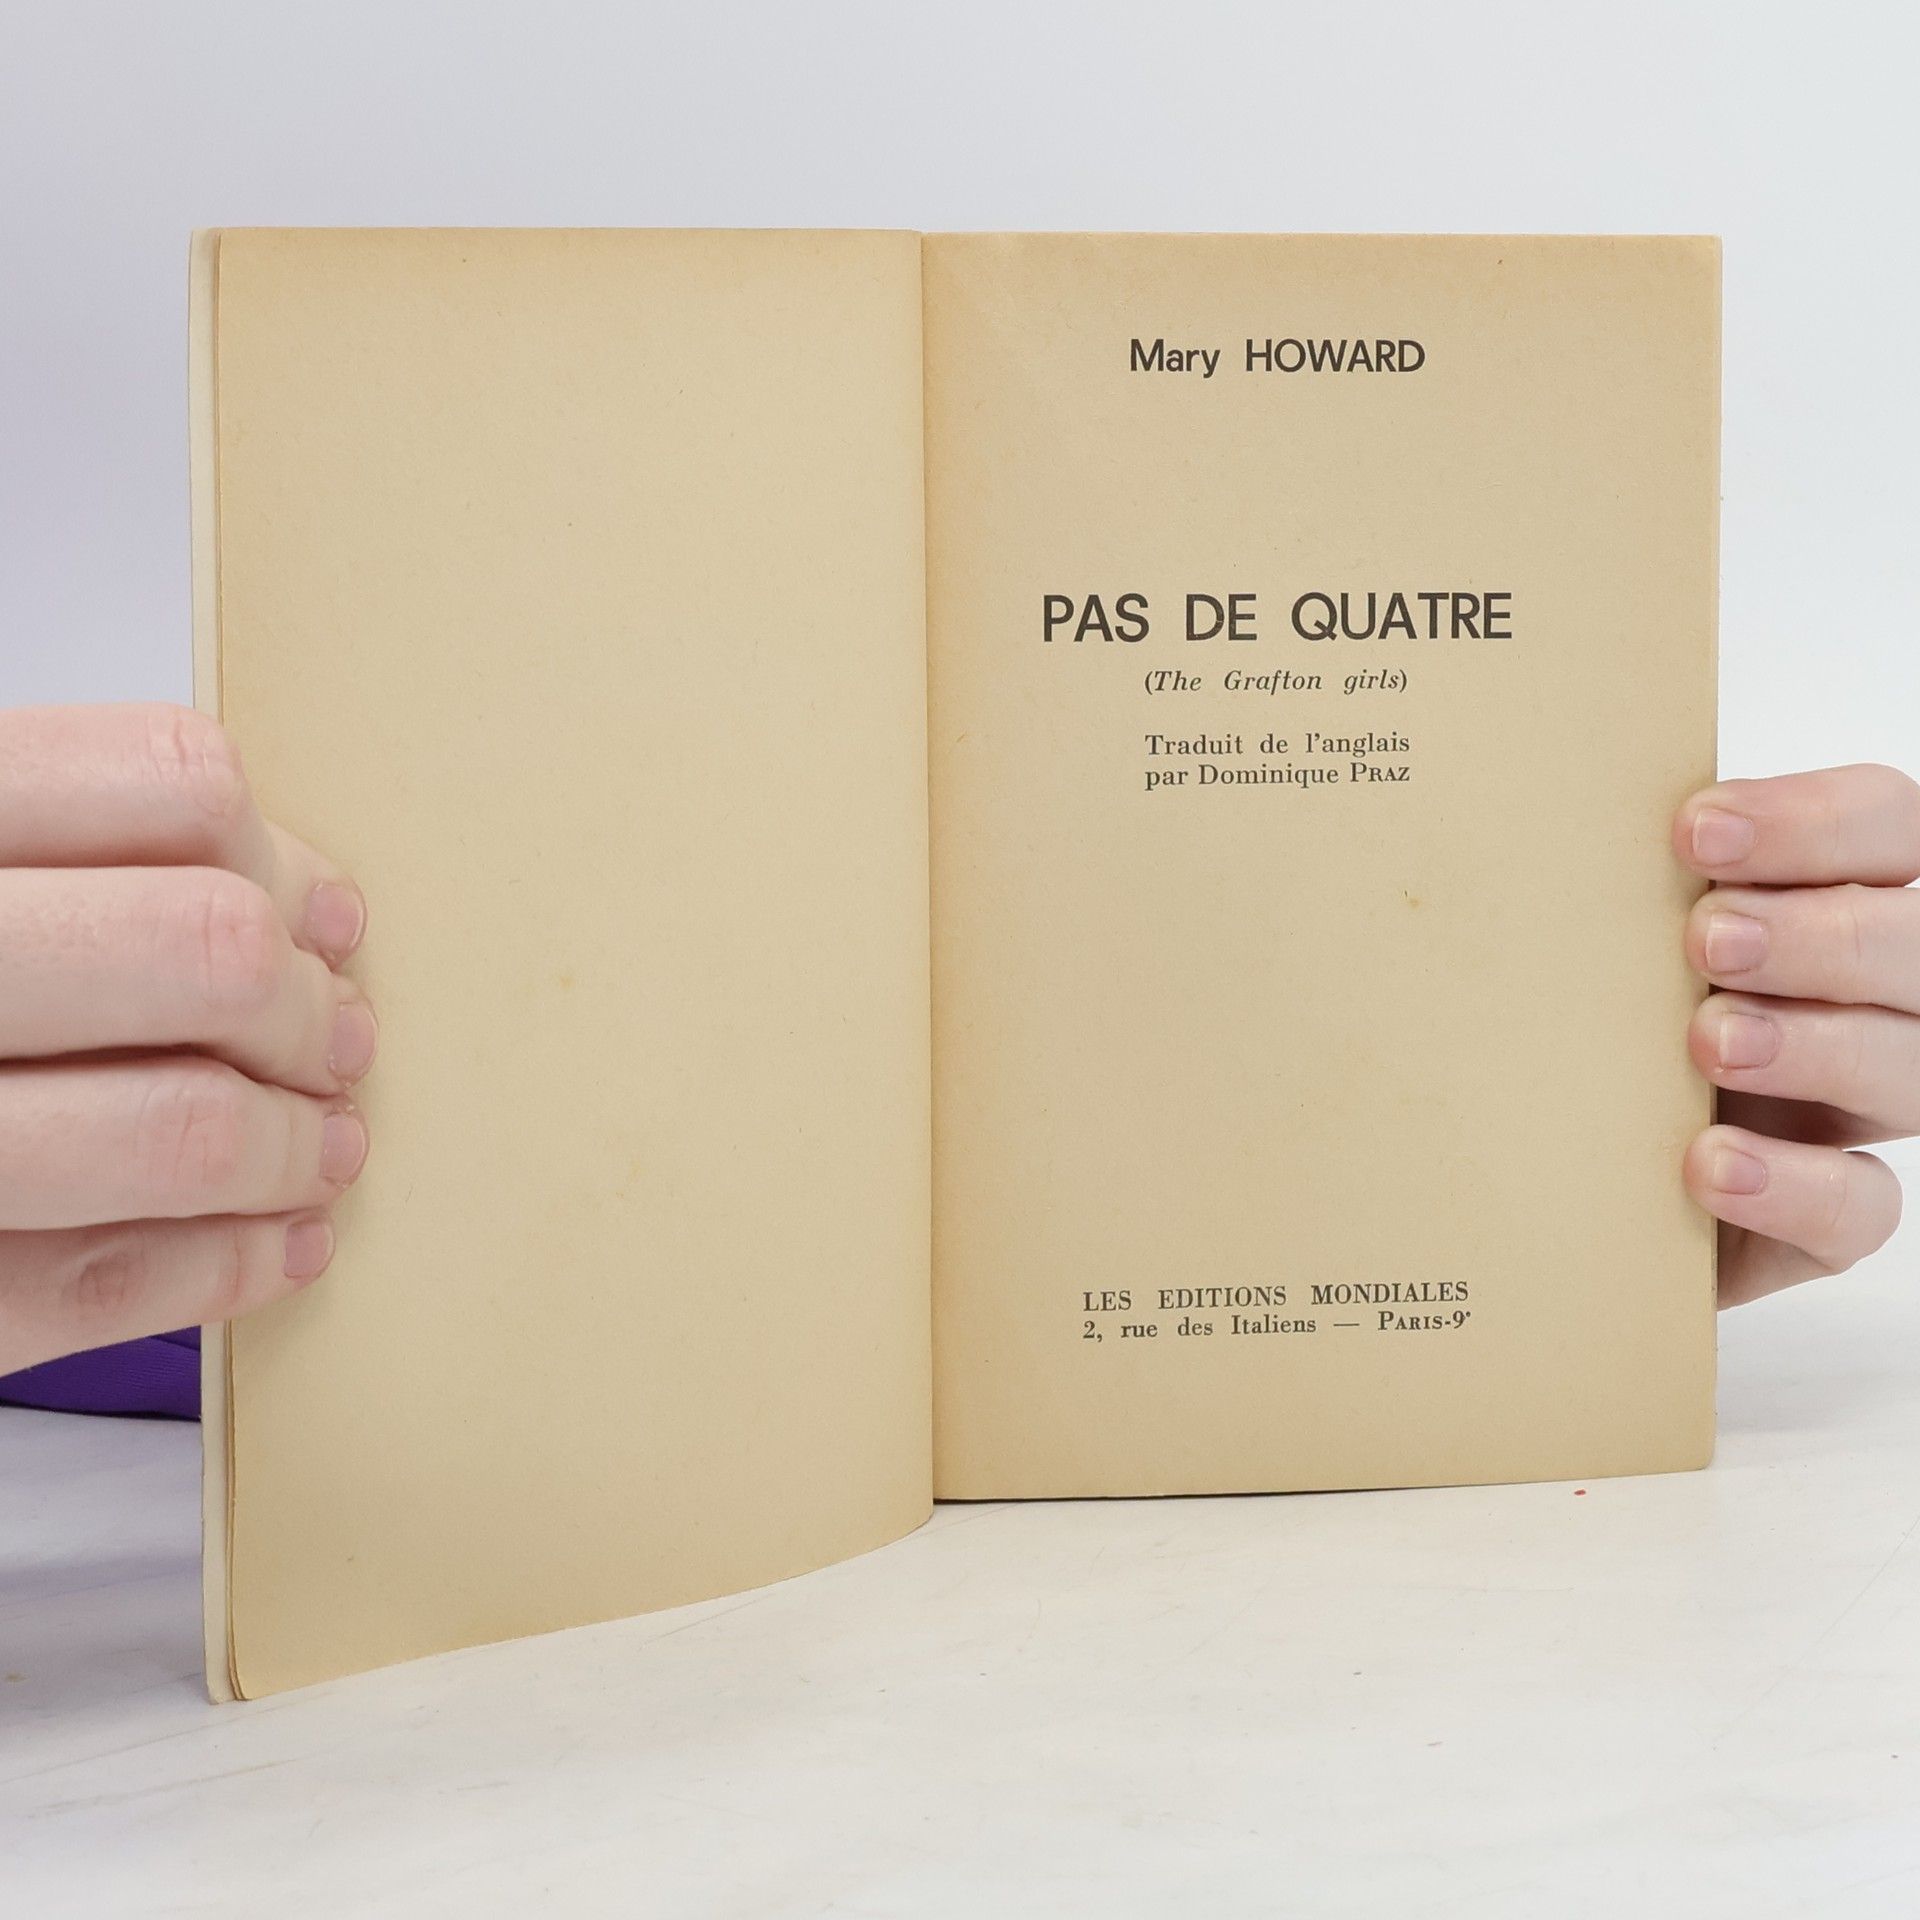 Mary HOWARD
PAS DE QUATRE
(The Grafton girls)
Traduit de l'anglais
par Dominique PRAZ
LES EDITIONS MONDIALES
2, rue des Italiens — PARIS-9ᵉ